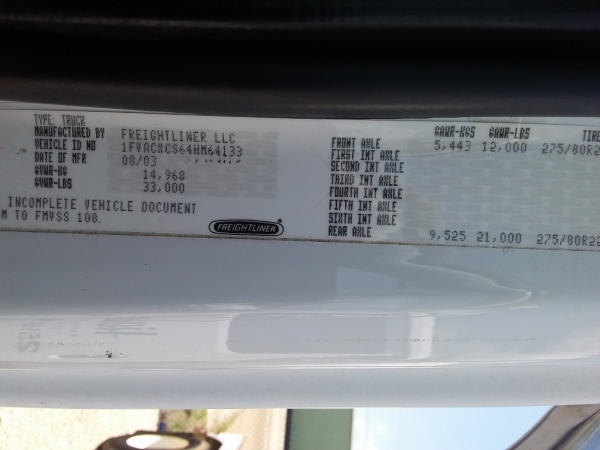 TYPE: TRUCK
MANUFACTURED BY FREIGHTLINER LLC
VEHICLE ID NO 1FVACXCS64HM64133
DATE OF MFR 08/03
GVWR-KG 14,968
GVWR-LBS 33,000
INCOMPLETE VEHICLE DOCUMENT
M TO FMVSS 108.
FREIGHTLINER
GAWR-KGS GAWR-LBS TIRE
FRONT AXLE 5,443 12,000 275/80R22
FIRST INT AXLE
SECOND INT AXLE
THIRD INT AXLE
FOURTH INT AXLE
FIFTH INT AXLE
SIXTH INT AXLE
REAR AXLE 9,525 21,000 275/80R22